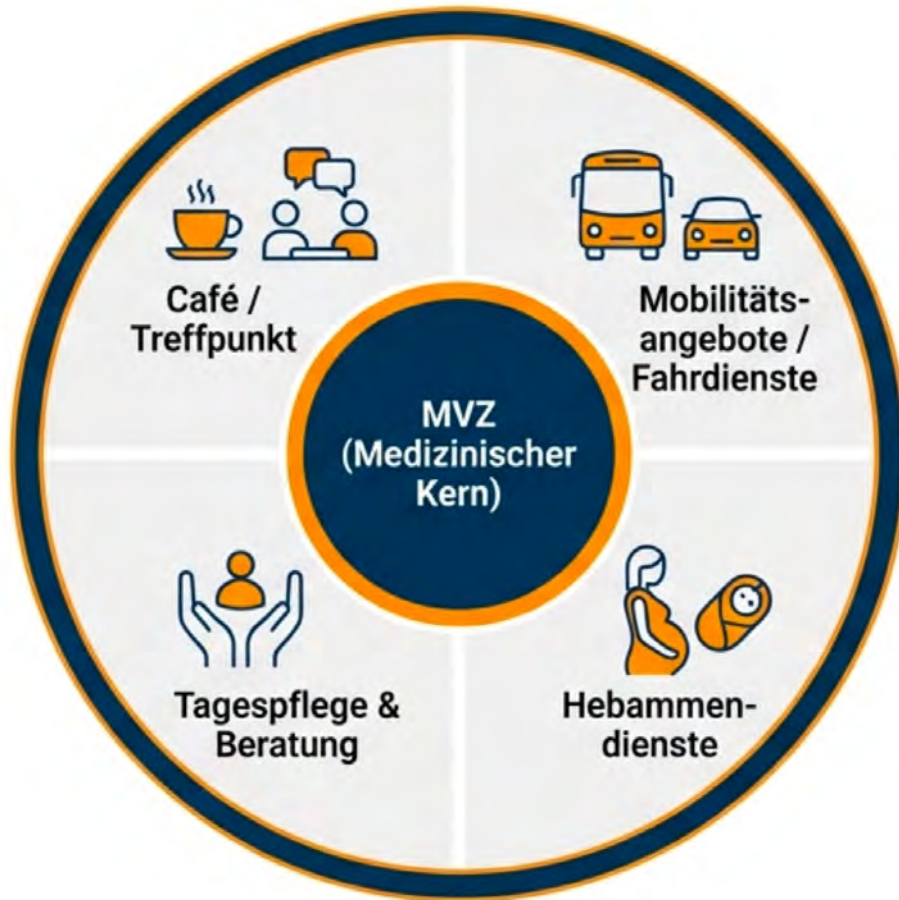 Café /
Treffpunkt
Mobilitäts-
angebote /
Fahrdienste
MVZ
(Medizinischer
Kern)
Tagespflege &
Beratung
Hebammen-
dienste